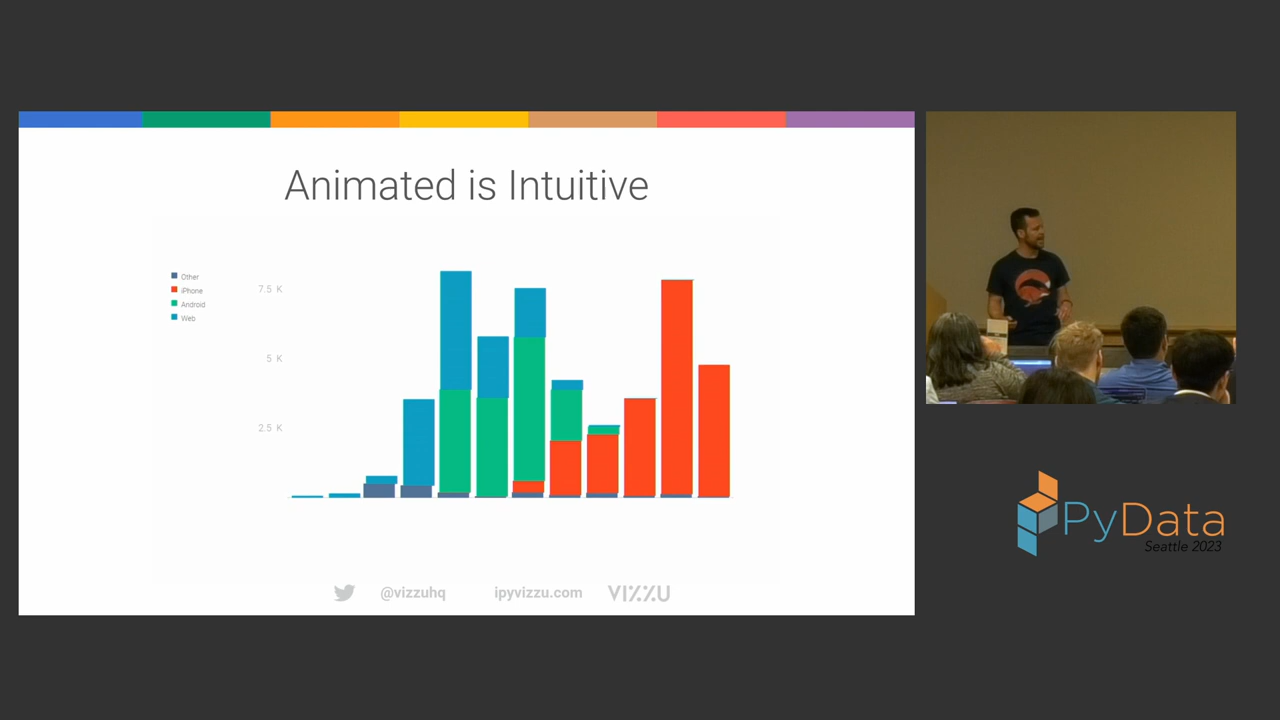 Animated is Intuitive
Other
iPhone
Android
Web
7.5 K
5 K
2.5 K
@vizzuhq
ipyvizzu.com
VIZZU
PyData
Seattle 2023